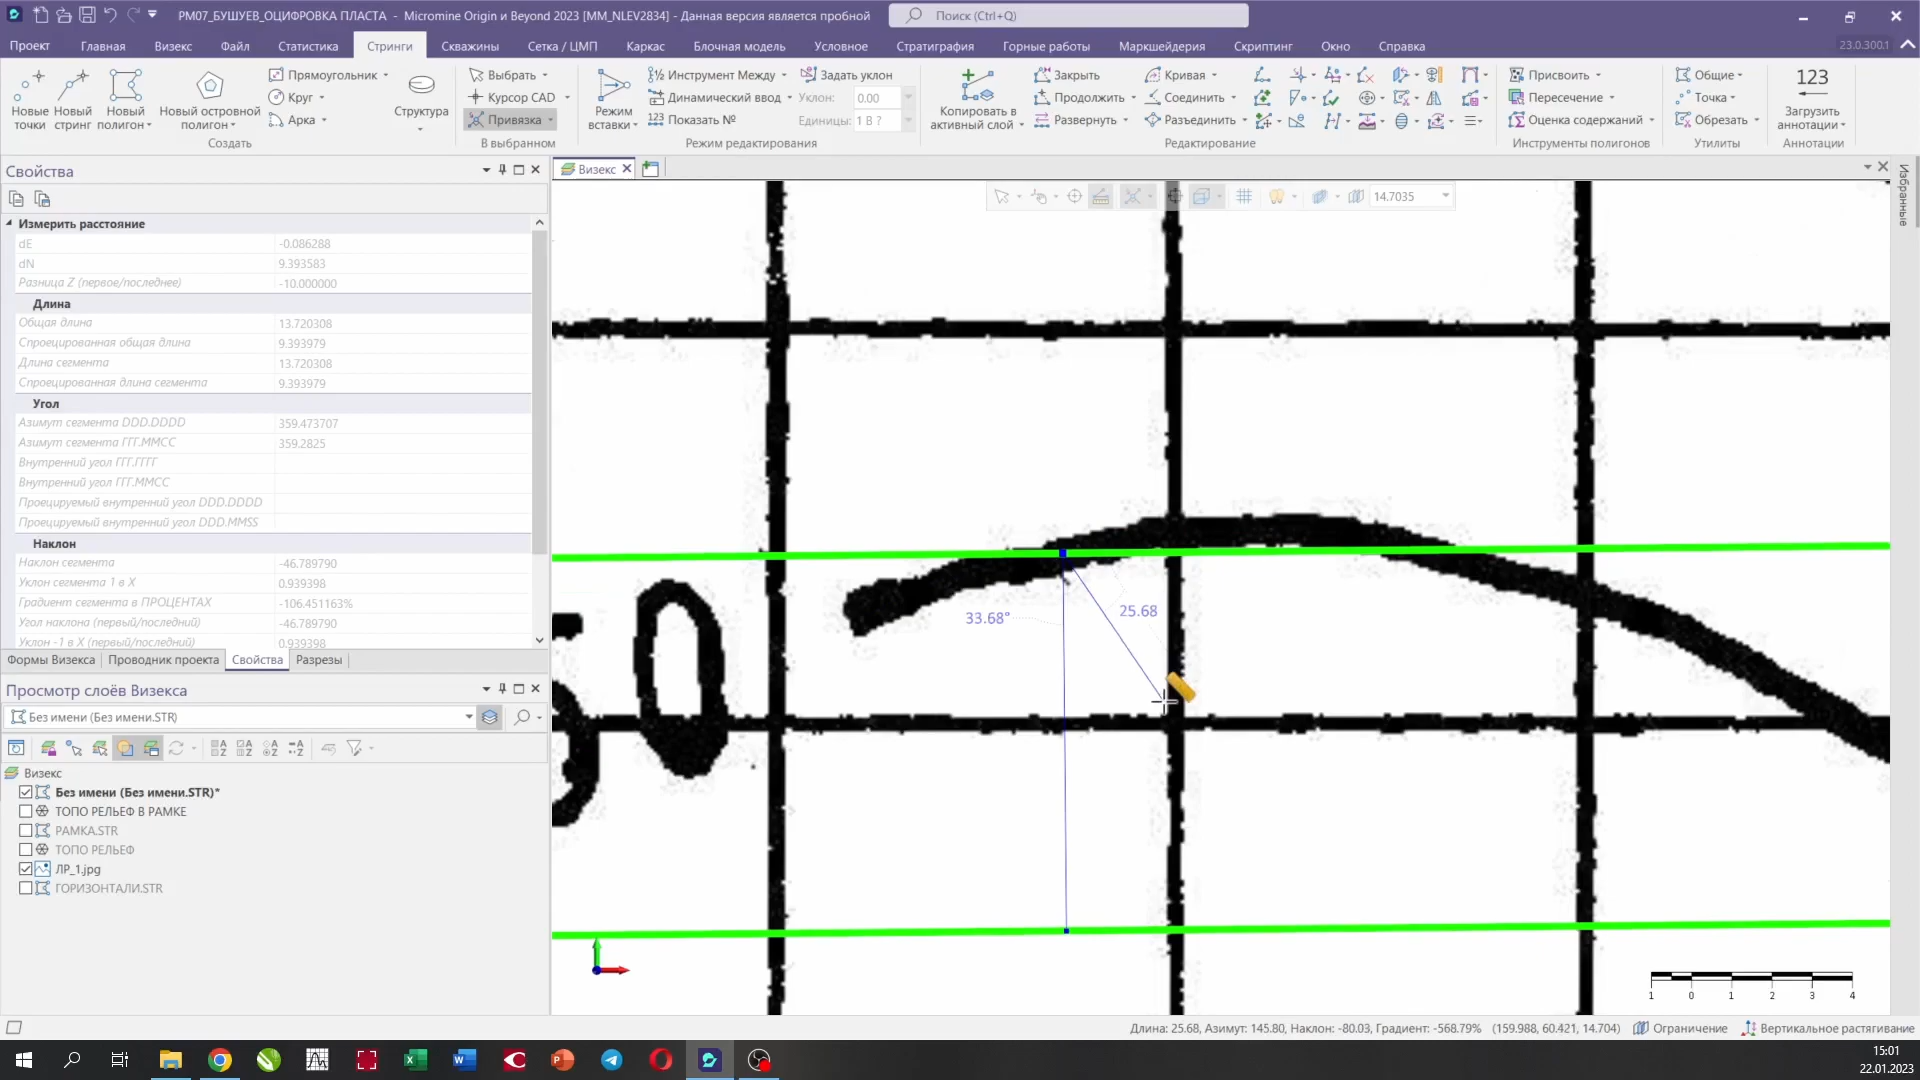 РМ07_БУШУЕВ_ОЦИФРОВКА ПЛАСТА - Micromine Origin и Beyond 2023 [MM_NLEV2834] - Данная версия является пробной
Поиск (Ctrl+Q)
Проект Главная Визекс Файл Статистика Стринги Скважины Сетка / ЦМП Каркас Блочная модель Условное Стратиграфия Горные работы Маркшейдерия Скриптинг Окно Справка
23.0.300.1
Новые точки
Новый стринг
Новый полигон
Новый островной полигон
Прямоугольник
Круг
Арка
Структура
Создать
Выбрать
Курсор CAD
Привязка
В выбранном
Режим вставки
Инструмент Между
Динамический ввод
123 Показать №
Задать уклон
Уклон: 0.00
Единицы: 1 В ?
Режим редактирования
Копировать в активный слой
Закрыть
Продолжить
Развернуть
Кривая
Соединить
Разъединить
Редактирование
Присвоить
Пересечение
Оценка содержаний
Инструменты полигонов
Общие
Точка
Обрезать
Утилиты
123
Загрузить аннотации
Аннотации
Свойства
Измерить расстояние
dE -0.086288
dN 9.393583
Разница Z (первое/последнее) -10.000000
Длина
Общая длина 13.720308
Спроецированная общая длина 9.393979
Длина сегмента 13.720308
Спроецированная длина сегмента 9.393979
Угол
Азимут сегмента DDD.DDDD 359.473707
Азимут сегмента ГГГ.ММСС 359.2825
Внутренний угол ГГГ.ГГГГ
Внутренний угол ГГГ.ММСС
Проецируемый внутренний угол DDD.DDDD
Проецируемый внутренний угол DDD.MMSS
Наклон
Наклон сегмента -46.789790
Уклон сегмента 1 в X 0.939398
Градиент сегмента в ПРОЦЕНТАХ -106.451163%
Угол наклона (первый/последний) -46.789790
Уклон -1 в X (первый/последний) 0.939398
Формы Визекса Проводник проекта Свойства Разрезы
Просмотр слоёв Визекса
Без имени (Без имени.STR)
Визекс
Без имени (Без имени.STR)*
ТОПО РЕЛЬЕФ В РАМКЕ
РАМКА.STR
ТОПО РЕЛЬЕФ
ЛР_1.jpg
ГОРИЗОНТАЛИ.STR
Визекс
14.7035
Избранные
33.68°
25.68
0
1 0 1 2 3 4
Длина: 25.68, Азимут: 145.80, Наклон: -80.03, Градиент: -568.79% (159.988, 60.421, 14.704) Ограничение Вертикальное растягивание
15:01
22.01.2023